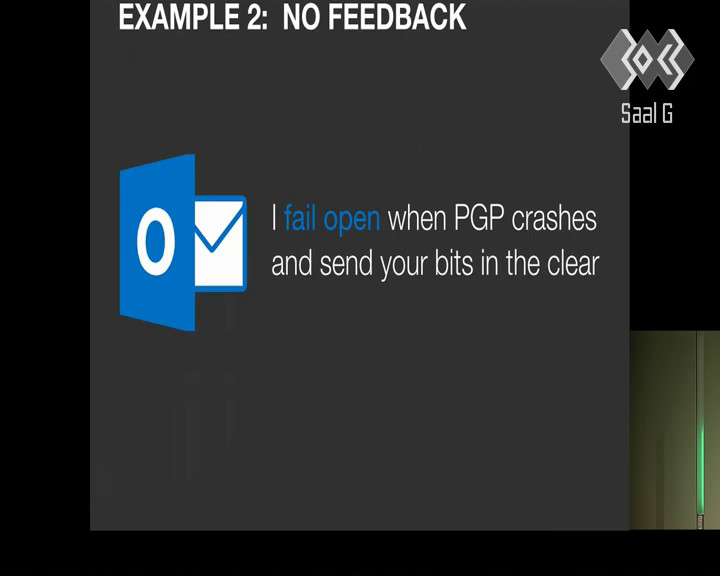 EXAMPLE 2: NO FEEDBACK
Saal G
O
I fail open when PGP crashes
and send your bits in the clear